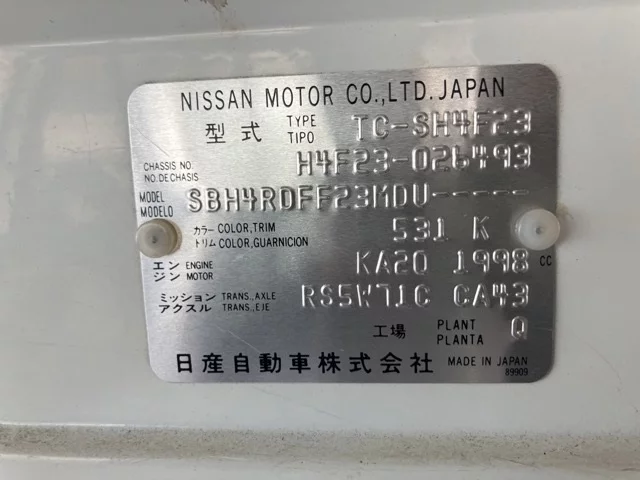 NISSAN MOTOR CO.,LTD. JAPAN
型式 TYPE TIPO TC-SH4F23
CHASSIS NO. NO. DE CHASIS H4F23-026493
MODEL MODELO SBH4RDFF23MDU-----
カラー COLOR,TRIM トリム COLOR,GUARNICION 531 K
エンジン ENGINE MOTOR KA20 1998 CC
ミッション TRANS.,AXLE アクスル TRANS.,EJE RS5W71C CA43
工場 PLANT PLANTA Q
日産自動車株式会社 MADE IN JAPAN
89909